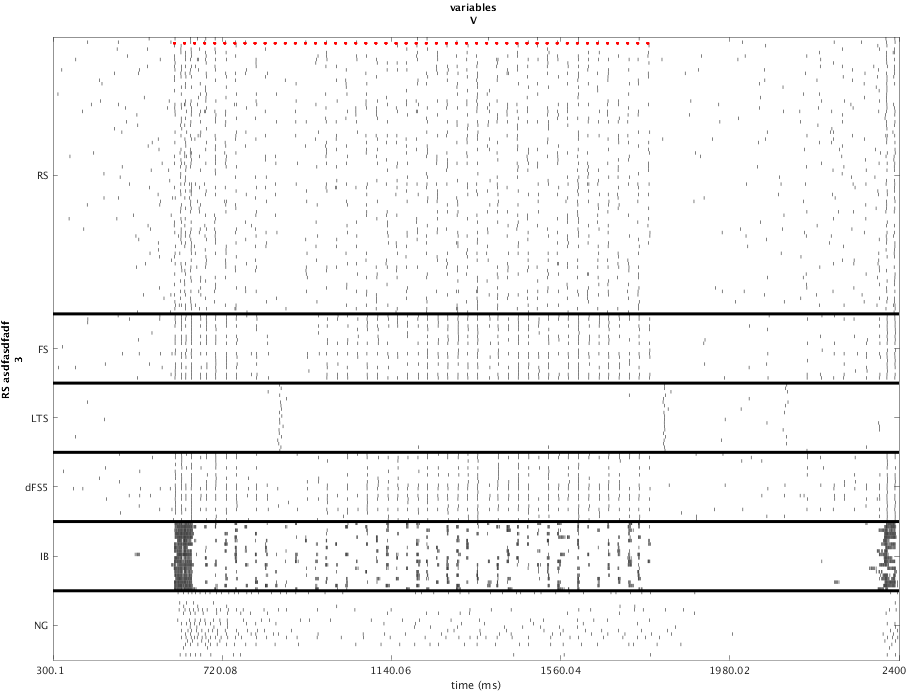 variables
V
RS asdfasdfadf
3
RS
FS
LTS
dFS5
IB
NG
300.1
720.08
1140.06
1560.04
1980.02
2400
time (ms)